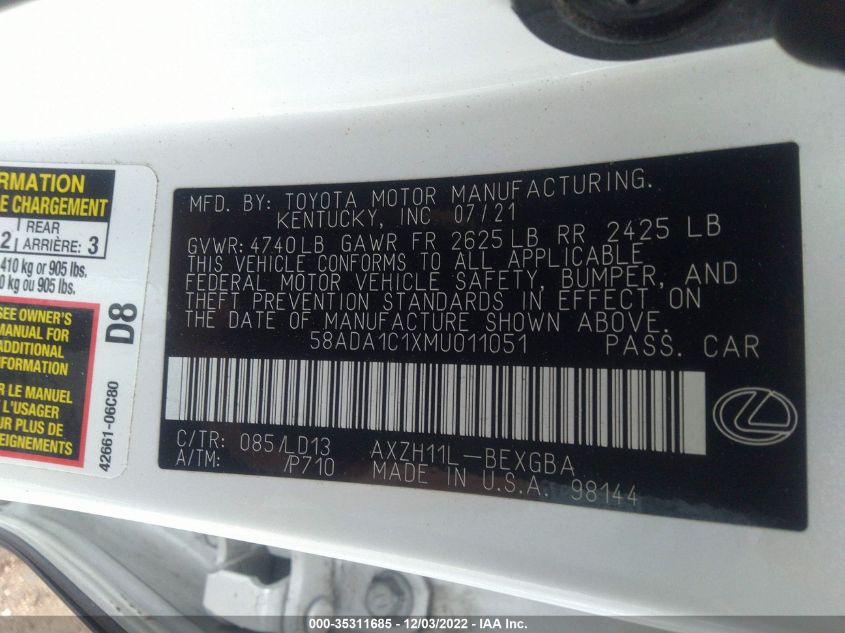 RMATION
E CHARGEMENT
2 REAR
ARRIÈRE: 3
410 kg or 905 lbs.
0 kg ou 905 lbs.
SEE OWNER'S
MANUAL FOR
ADDITIONAL
INFORMATION
R LE MANUEL
L'USAGER
UR PLUS DE
EIGNEMENTS
D8
42661-06C80
MFD. BY: TOYOTA MOTOR MANUFACTURING.
KENTUCKY, INC 07/21
GVWR: 4740 LB GAWR FR 2625 LB RR 2425 LB
THIS VEHICLE CONFORMS TO ALL APPLICABLE
FEDERAL MOTOR VEHICLE SAFETY, BUMPER, AND
THEFT PREVENTION STANDARDS IN EFFECT ON
THE DATE OF MANUFACTURE SHOWN ABOVE.
58ADA1C1XMU011051 PASS. CAR
C/TR: 085/LD13 AXZH11L-BEXGBA
A/TM: /P710 MADE IN U.S.A. 98144
000-35311685 - 12/03/2022 - IAA Inc.